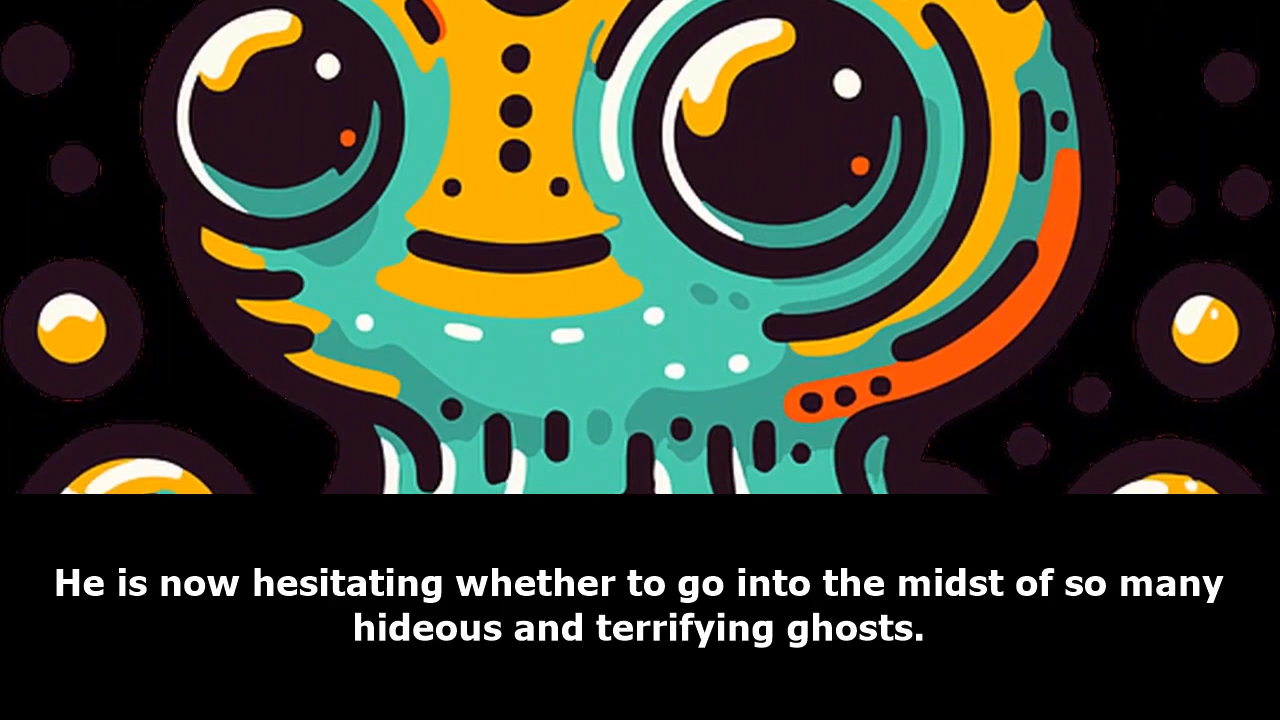 He is now hesitating whether to go into the midst of so many
hideous and terrifying ghosts.